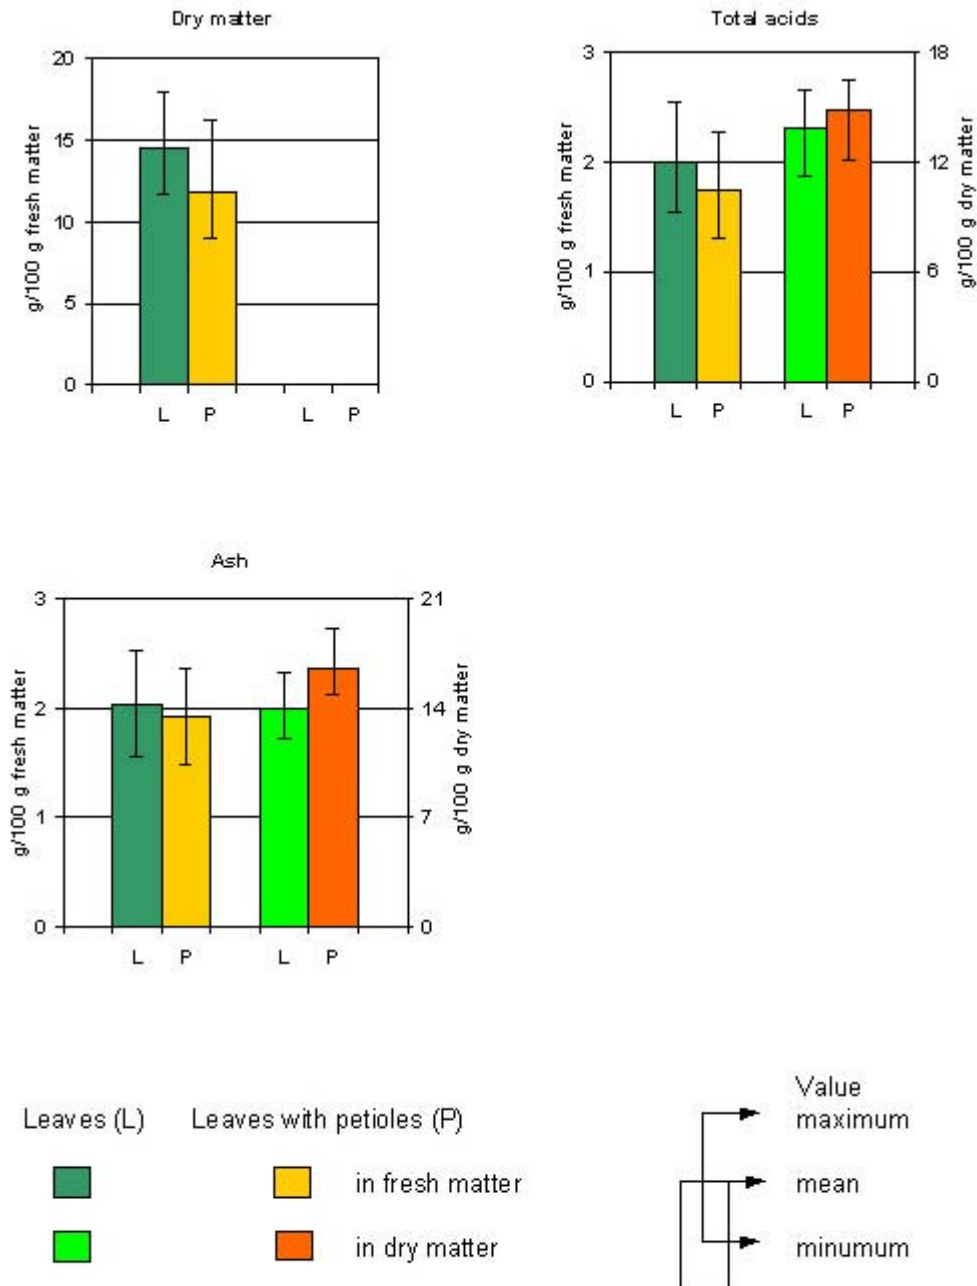 Dry matter
20
15
10
5
0
g/100 g fresh matter
L P L P
Total acids
3
2
1
0
g/100 g fresh matter
18
12
6
0
g/100 g dry matter
L P L P
Ash
3
2
1
0
g/100 g fresh matter
21
14
7
0
g/100 g dry matter
L P L P
Leaves (L) Leaves with petioles (P)
in fresh matter
in dry matter
Value
maximum
mean
minumum